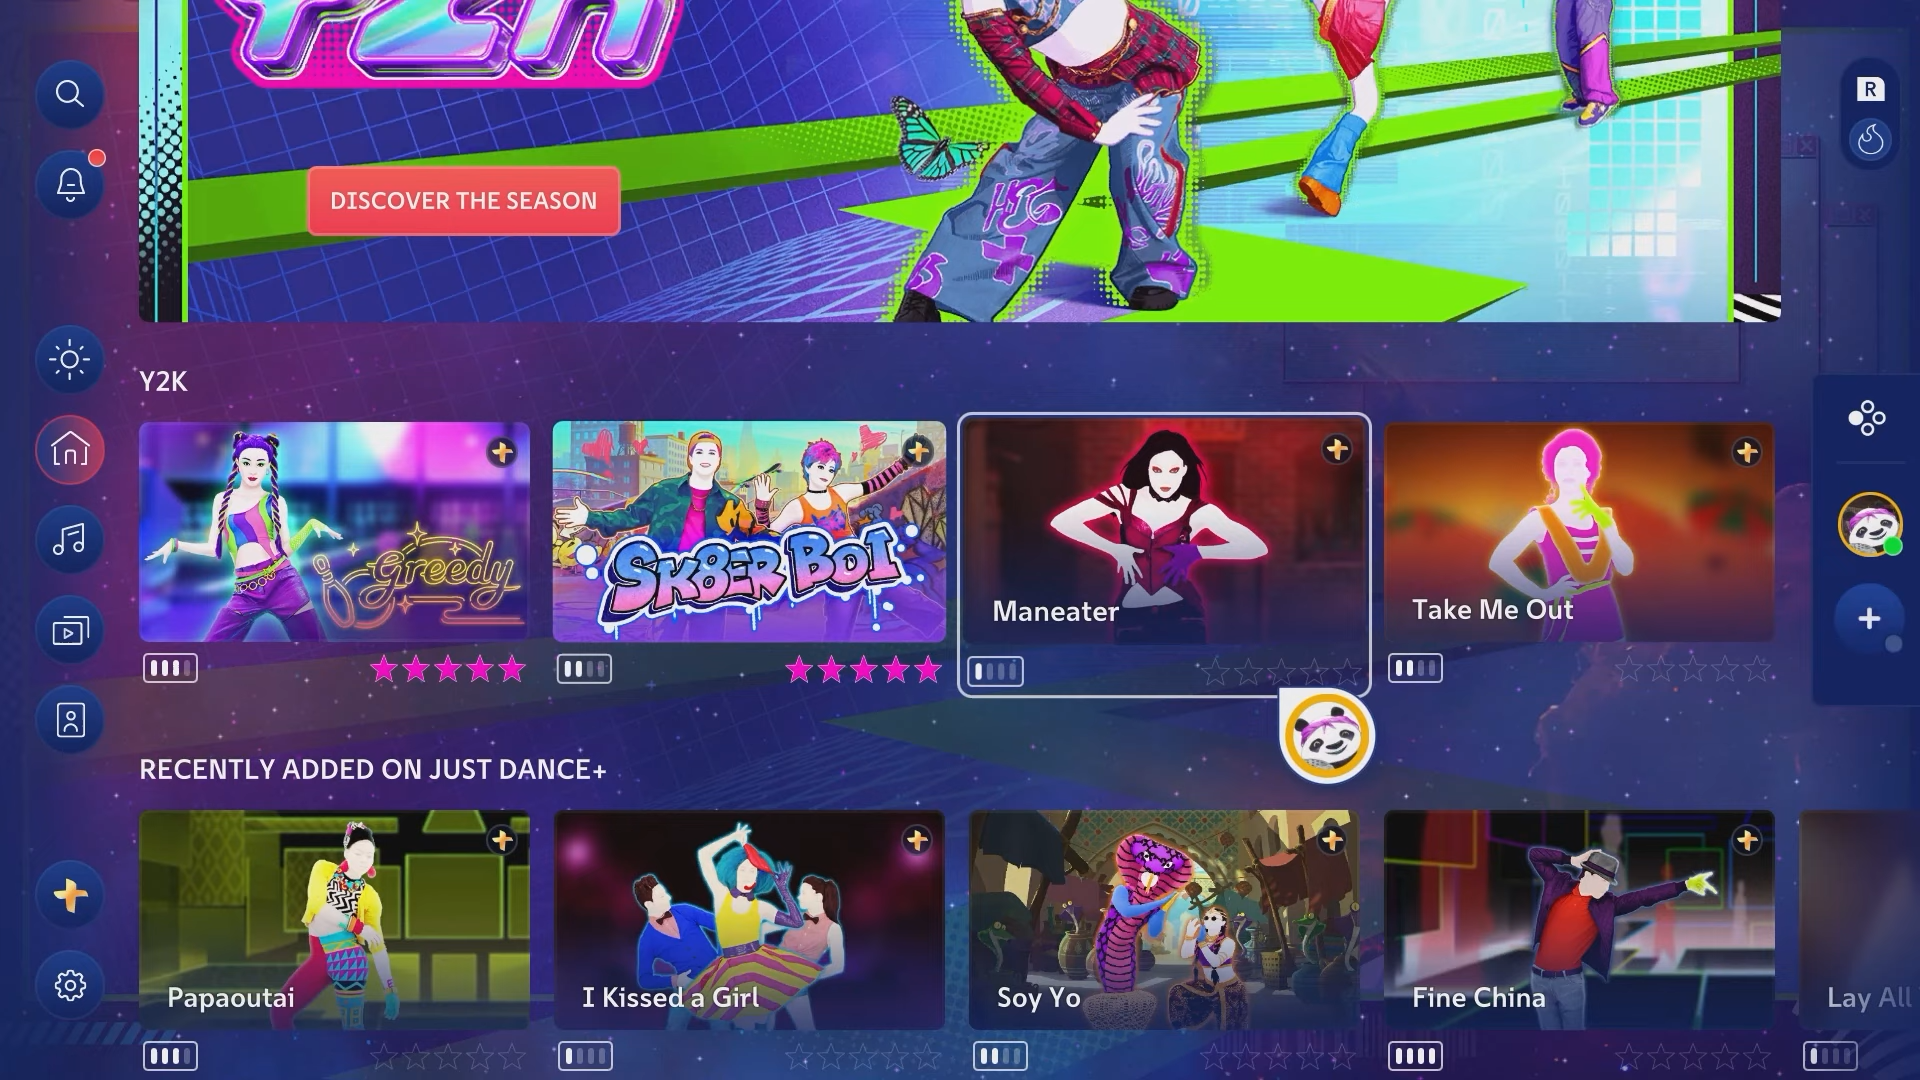 Y2K
DISCOVER THE SEASON
R
Y2K
Greedy
SK8ER BOI
Maneater
Take Me Out
RECENTLY ADDED ON JUST DANCE+
Papaoutai
I Kissed a Girl
Soy Yo
Fine China
Lay All